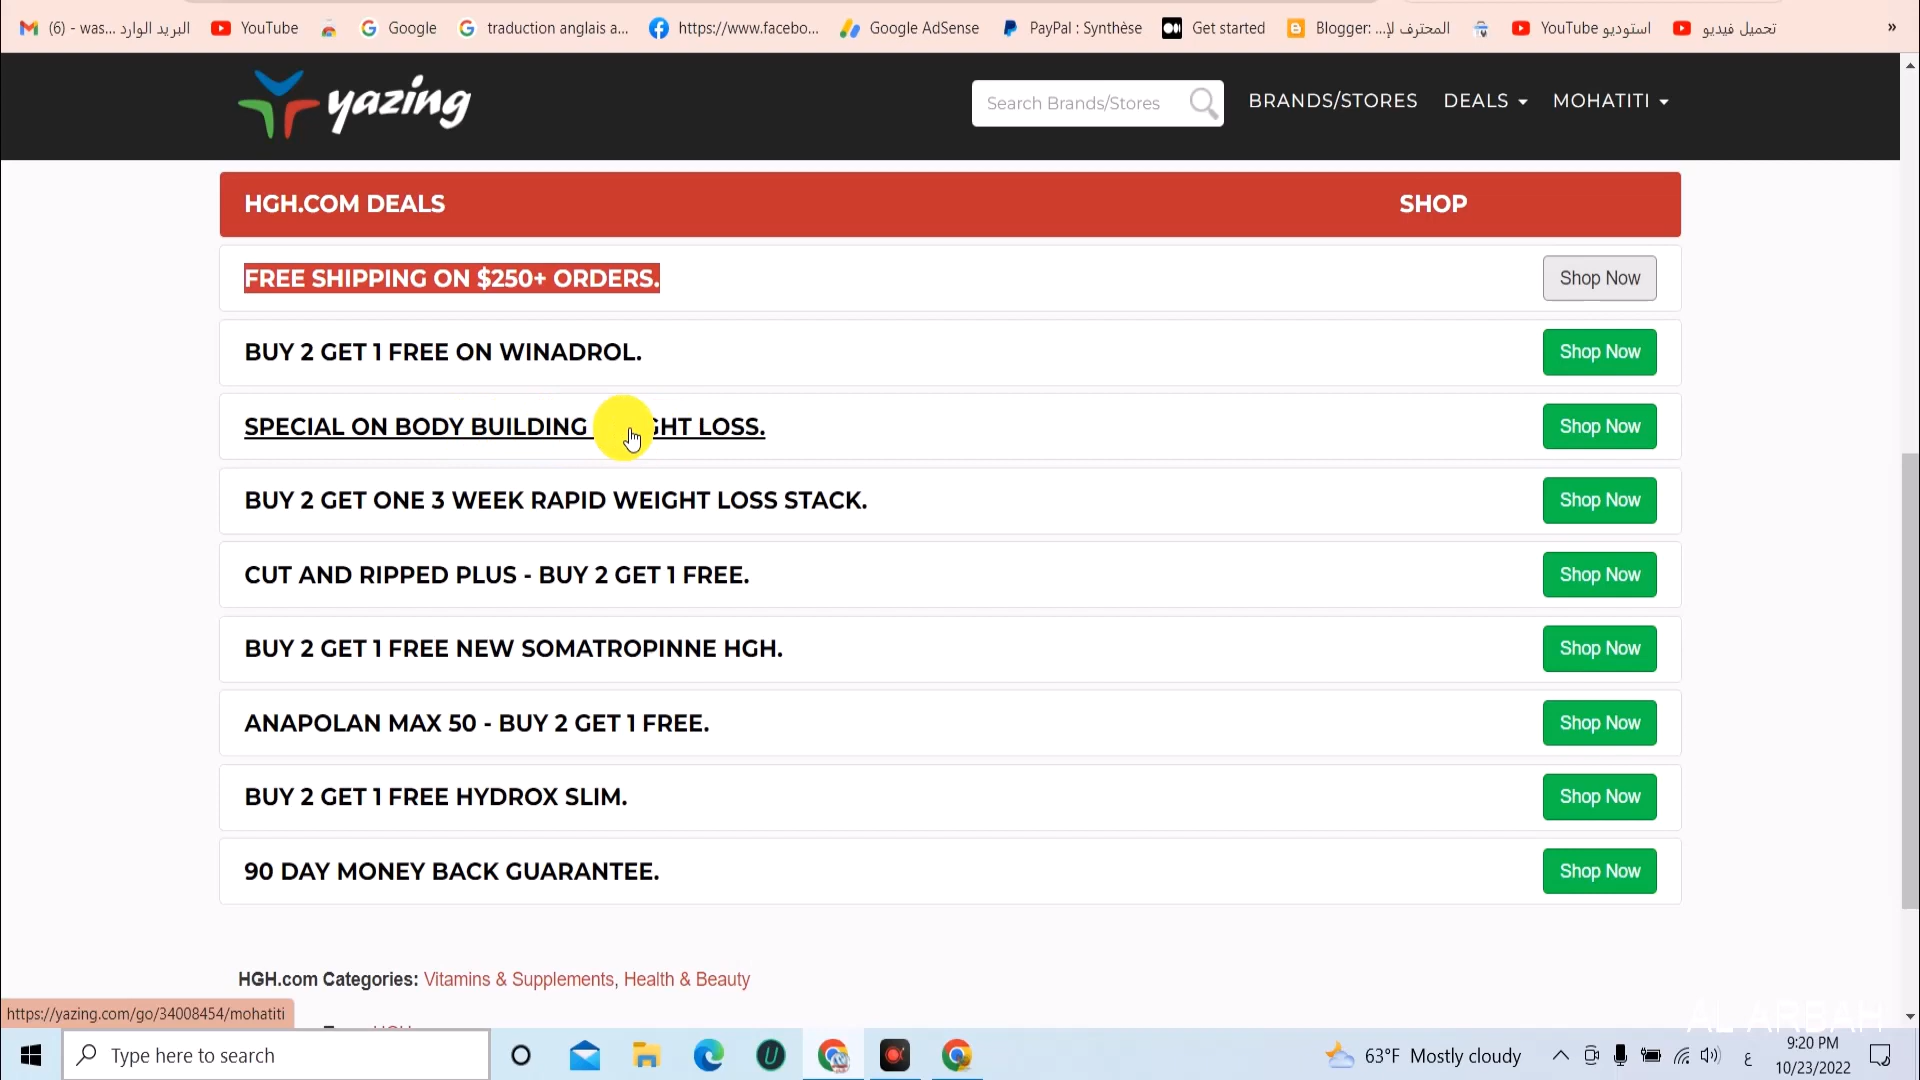 (6) - was... البريد الوارد
YouTube
Google
traduction anglais a...
https://www.facebo...
Google AdSense
PayPal : Synthèse
Get started
Blogger: ...المحترف لإ
YouTube استوديو
تحميل فيديو
»
yazing
Search Brands/Stores
BRANDS/STORES
DEALS
MOHATITI
HGH.COM DEALS
SHOP
FREE SHIPPING ON $250+ ORDERS.
Shop Now
BUY 2 GET 1 FREE ON WINADROL.
Shop Now
SPECIAL ON BODY BUILDING GHT LOSS.
Shop Now
BUY 2 GET ONE 3 WEEK RAPID WEIGHT LOSS STACK.
Shop Now
CUT AND RIPPED PLUS - BUY 2 GET 1 FREE.
Shop Now
BUY 2 GET 1 FREE NEW SOMATROPINNE HGH.
Shop Now
ANAPOLAN MAX 50 - BUY 2 GET 1 FREE.
Shop Now
BUY 2 GET 1 FREE HYDROX SLIM.
Shop Now
90 DAY MONEY BACK GUARANTEE.
Shop Now
HGH.com Categories: Vitamins & Supplements, Health & Beauty
https://yazing.com/go/34008454/mohatiti
AL ARBAH
Type here to search
63°F Mostly cloudy
ع
9:20 PM
10/23/2022